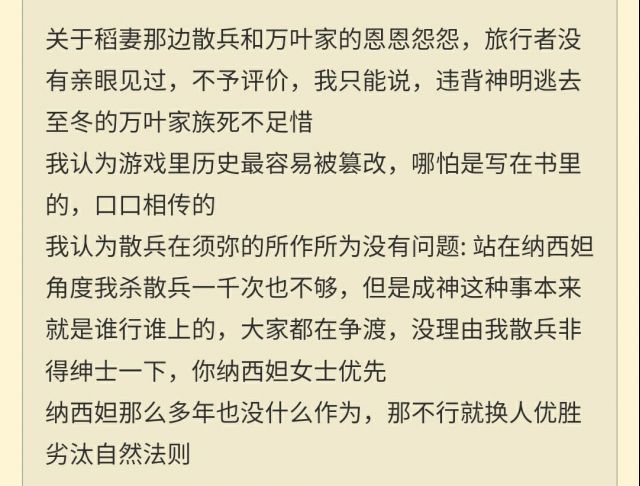 关于稻妻那边散兵和万叶家的恩恩怨怨，旅行者没
有亲眼见过，不予评价，我只能说，违背神明逃去
至冬的万叶家族死不足惜
我认为游戏里历史最容易被篡改，哪怕是写在书里
的，口口相传的
我认为散兵在须弥的所作所为没有问题: 站在纳西妲
角度我杀散兵一千次也不够，但是成神这种事本来
就是谁行谁上的，大家都在争渡，没理由我散兵非
得绅士一下，你纳西妲女士优先
纳西妲那么多年也没什么作为，那不行就换人优胜
劣汰自然法则